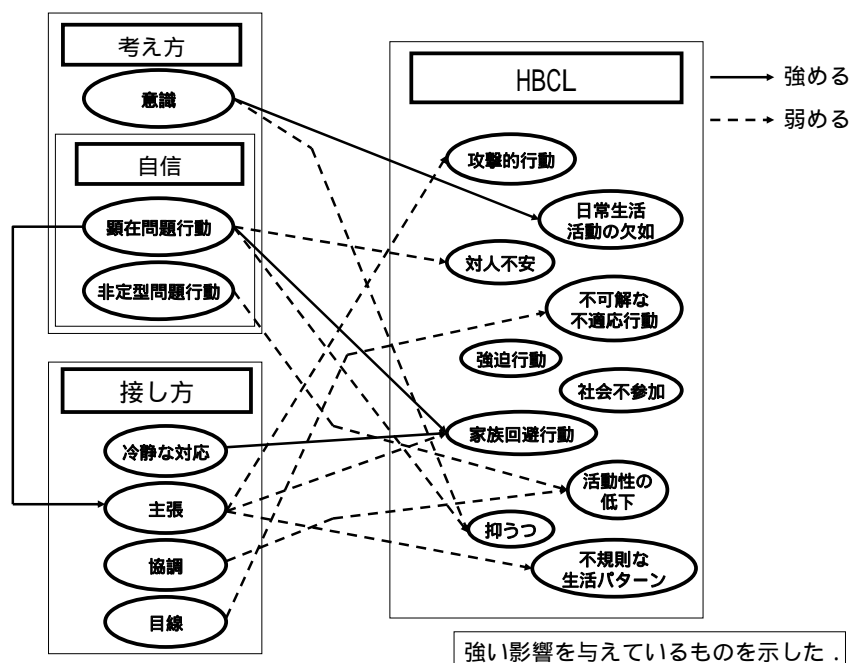 考え方
意識
自信
顕在問題行動
非定型問題行動
接し方
冷静な対応
主張
協調
目線
HBCL
攻撃的行動
日常生活
活動の欠如
対人不安
不可解な
不適応行動
強迫行動
社会不参加
家族回避行動
活動性の
低下
抑うつ
不規則な
生活パターン
強める
弱める
強い影響を与えているものを示した．